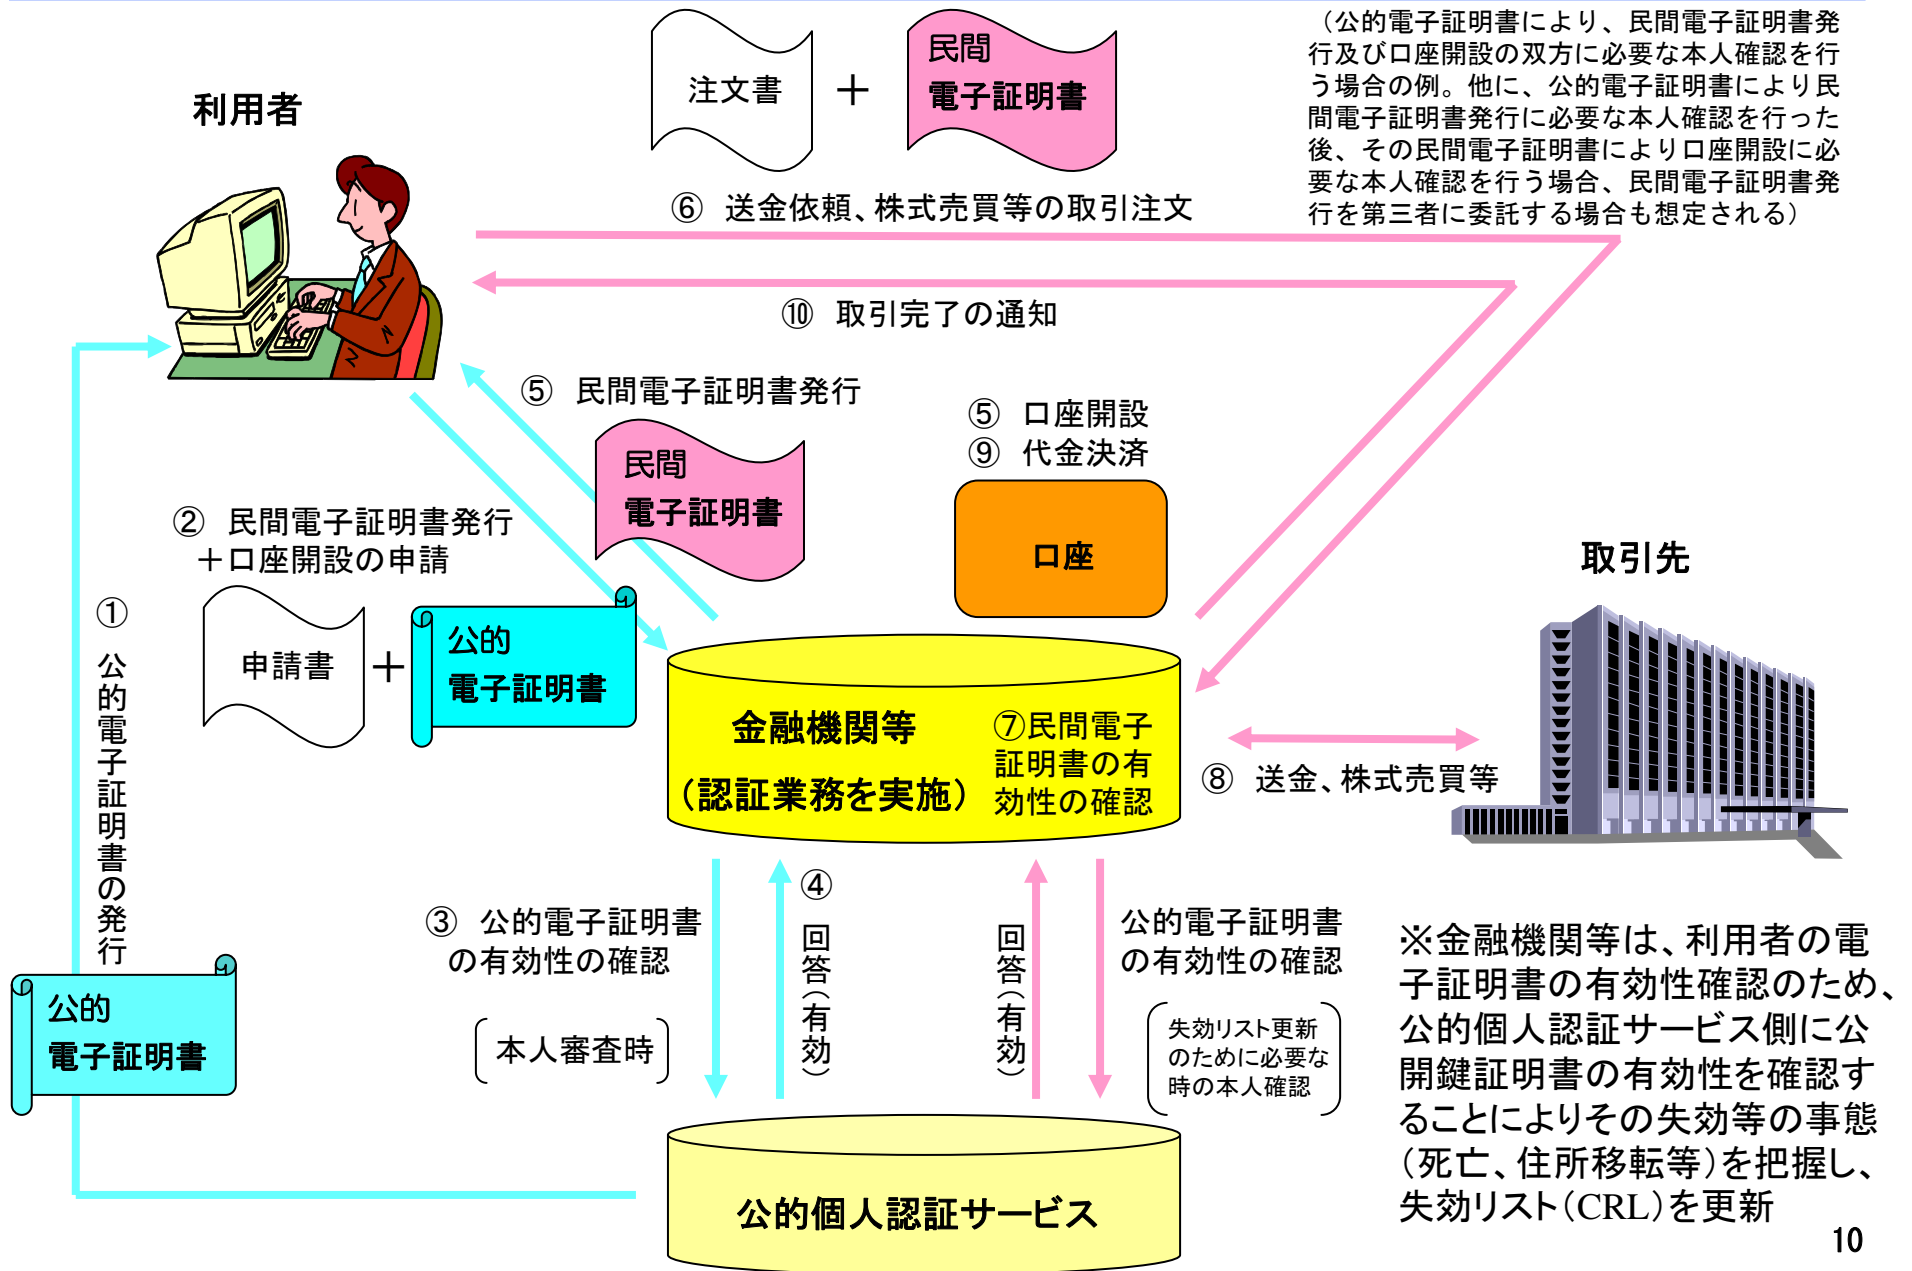 (公的電子証明書により、民間電子証明書発
行及び口座開設の双方に必要な本人確認を行
う場合の例。他に、公的電子証明書により民
間電子証明書発行に必要な本人確認を行った
後、その民間電子証明書により口座開設に必
要な本人確認を行う場合、民間電子証明書発
行を第三者に委託する場合も想定される)
利用者
注文書
+
民間
電子証明書
⑥ 送金依頼、株式売買等の取引注文
⑩ 取引完了の通知
⑤ 民間電子証明書発行
民間
電子証明書
⑤ 口座開設
⑨ 代金決済
口座
② 民間電子証明書発行
+口座開設の申請
申請書
+
公的
電子証明書
取引先
① 公的電子証明書の発行
公的
電子証明書
金融機関等
(認証業務を実施)
⑦民間電子
証明書の有
効性の確認
⑧ 送金、株式売買等
③ 公的電子証明書
の有効性の確認
本人審査時
④ 回答(有効)
回答(有効)
公的電子証明書
の有効性の確認
失効リスト更新
のために必要な
時の本人確認
公的個人認証サービス
※金融機関等は、利用者の電
子証明書の有効性確認のため、
公的個人認証サービス側に公
開鍵証明書の有効性を確認す
ることによりその失効等の事態
(死亡、住所移転等)を把握し、
失効リスト(CRL)を更新
10